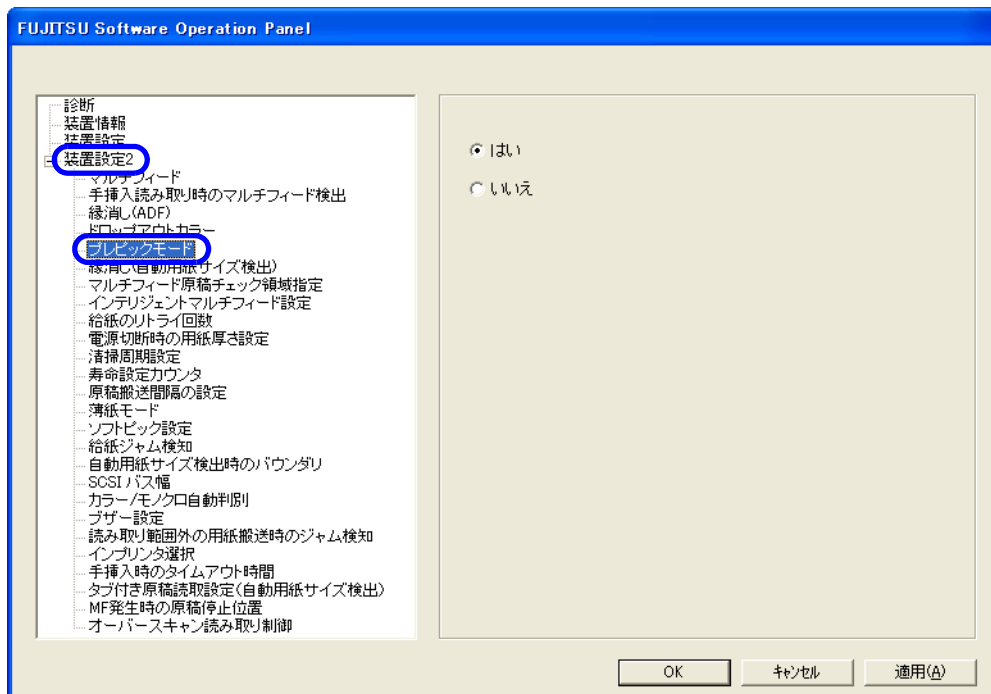 FUJITSU Software Operation Panel
診断
装置情報
装置設定
装置設定2
マルチフィード
手挿入読み取り時のマルチフィード検出
縁消し(ADF)
ドロップアウトカラー
プレピックモード
縁消し(自動用紙サイズ検出)
マルチフィード原稿チェック領域指定
インテリジェントマルチフィード設定
給紙のリトライ回数
電源切断時の用紙厚さ設定
清掃周期設定
寿命設定カウンタ
原稿搬送間隔の設定
薄紙モード
ソフトピック設定
給紙ジャム検知
自動用紙サイズ検出時のバウンダリ
SCSI バス幅
カラー/モノクロ自動判別
ブザー設定
読み取り範囲外の用紙搬送時のジャム検知
インプリンタ選択
手挿入時のタイムアウト時間
タブ付き原稿読取設定(自動用紙サイズ検出)
MF発生時の原稿停止位置
オーバースキャン読み取り制御
はい
いいえ
OK キャンセル 適用(A)